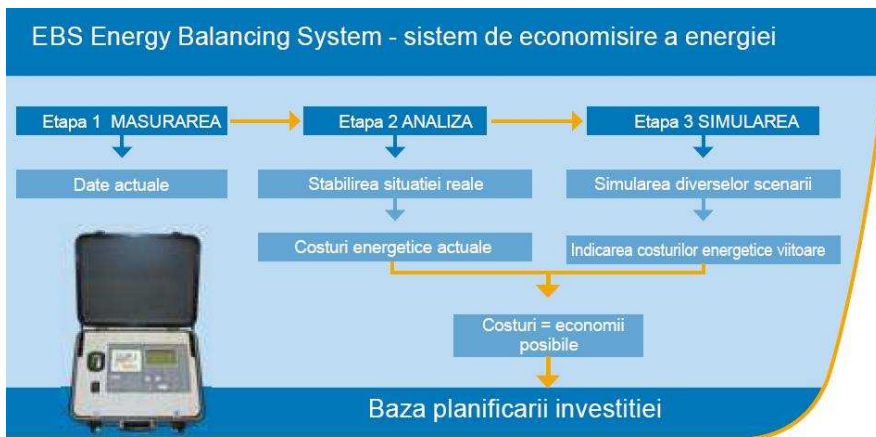 EBS Energy Balancing System - sistem de economisire a energiei
Etapa 1 MASURAREA
Etapa 2 ANALIZA
Etapa 3 SIMULAREA
Date actuale
Stabilirea situatiei reale
Simularea diverselor scenarii
Costuri energetice actuale
Indicarea costurilor energetice viitoare
Costuri = economii
posibile
Baza planificarii investitiei